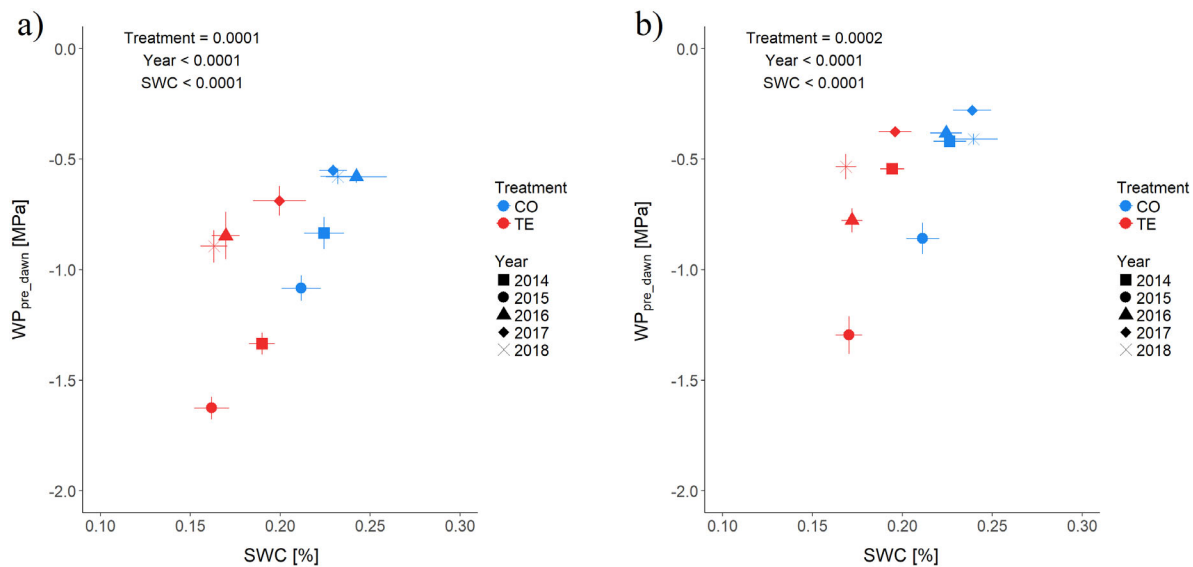 a)
Treatment = 0.0001
Year < 0.0001
SWC < 0.0001
0.0
-0.5
-1.0
-1.5
-2.0
WPpre_dawn [MPa]
0.10
0.15
0.20
0.25
0.30
SWC [%]
Treatment
CO
TE
Year
2014
2015
2016
2017
2018
b)
Treatment = 0.0002
Year < 0.0001
SWC < 0.0001
0.0
-0.5
-1.0
-1.5
-2.0
WPpre_dawn [MPa]
0.10
0.15
0.20
0.25
0.30
SWC [%]
Treatment
CO
TE
Year
2014
2015
2016
2017
2018